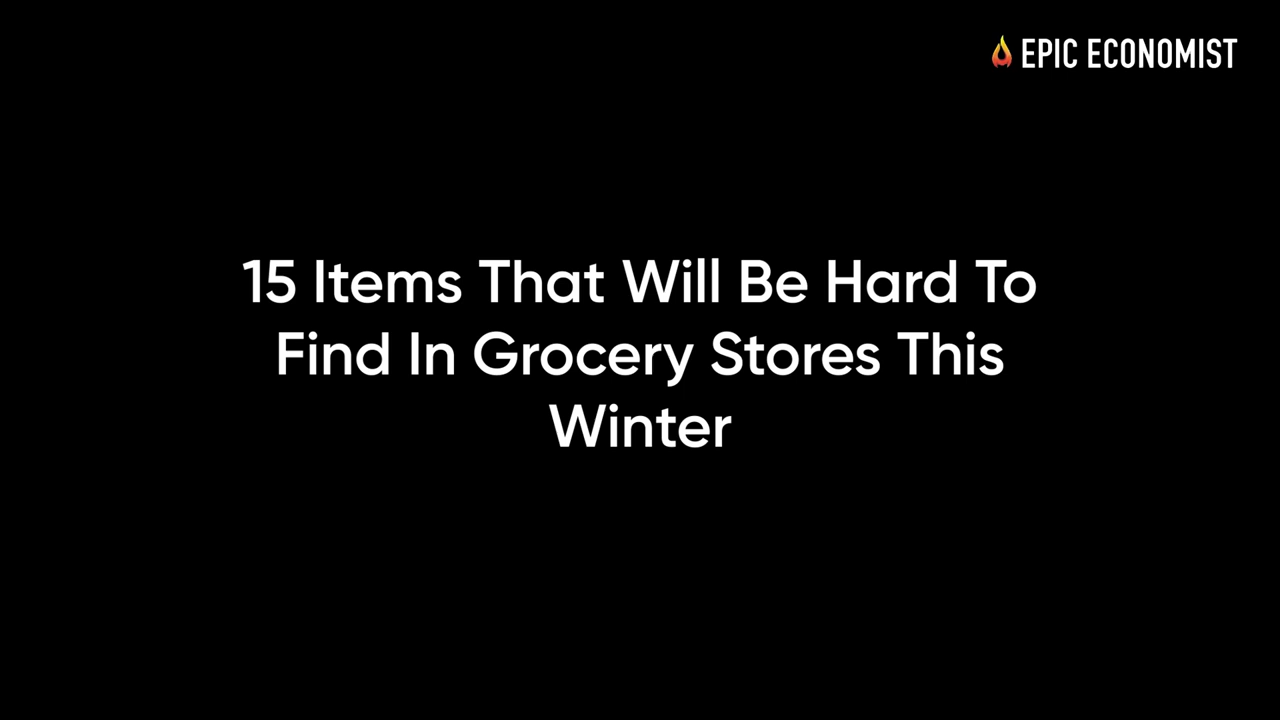 EPIC ECONOMIST
15 Items That Will Be Hard To
Find In Grocery Stores This
Winter